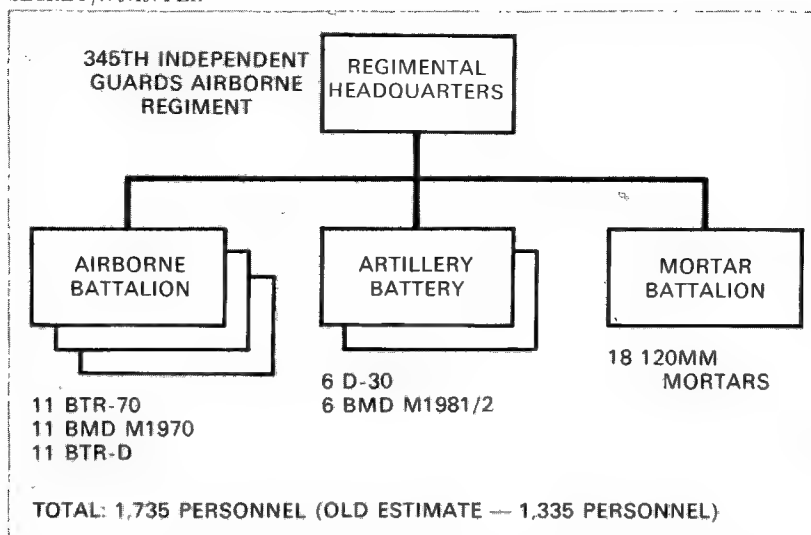 345TH INDEPENDENT
GUARDS AIRBORNE
REGIMENT
REGIMENTAL
HEADQUARTERS
AIRBORNE
BATTALION
ARTILLERY
BATTERY
MORTAR
BATTALION
11 BTR-70
11 BMD M1970
11 BTR-D
6 D-30
6 BMD M1981/2
18 120MM
MORTARS
TOTAL: 1,735 PERSONNEL (OLD ESTIMATE — 1,335 PERSONNEL)